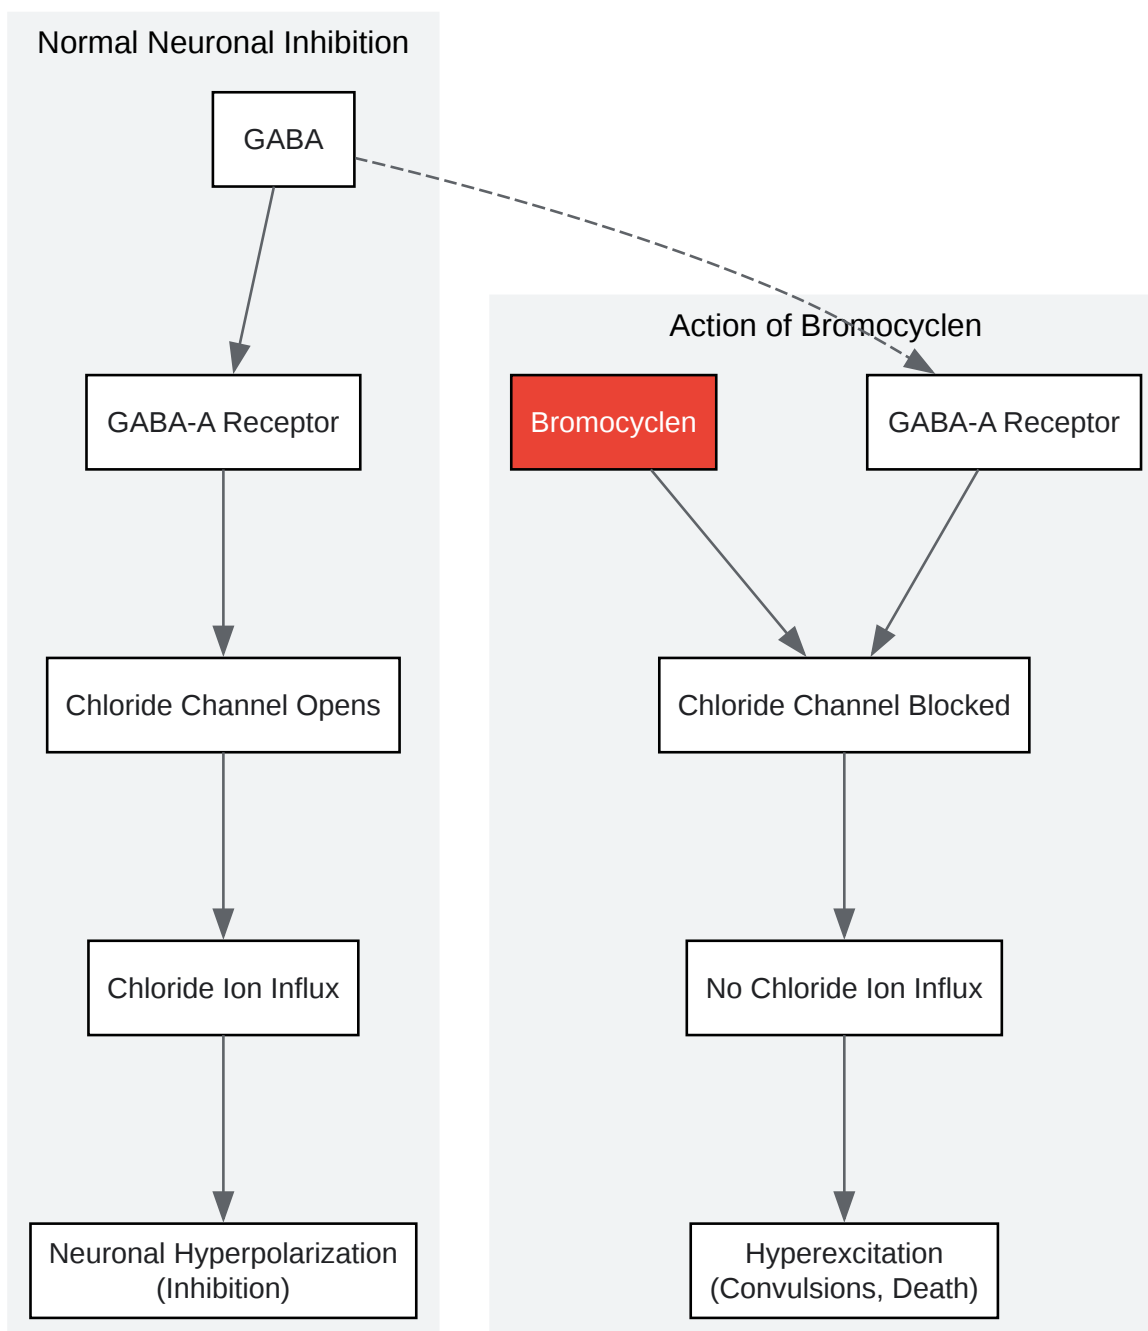 Normal Neuronal Inhibition
GABA
GABA-A Receptor
Chloride Channel Opens
Chloride Ion Influx
Neuronal Hyperpolarization
(Inhibition)
Action of Bromocyclen
Bromocyclen
GABA-A Receptor
Chloride Channel Blocked
No Chloride Ion Influx
Hyperexcitation
(Convulsions, Death)